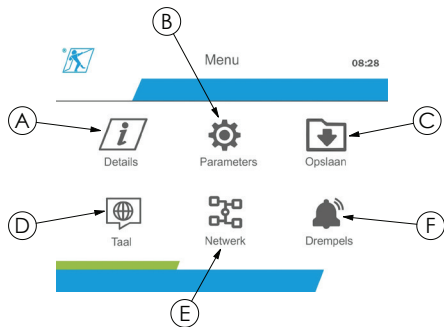 B
Menu 08:28
A C
Details Parameters Opslaan
D F
Taal Netwerk Drempels
E